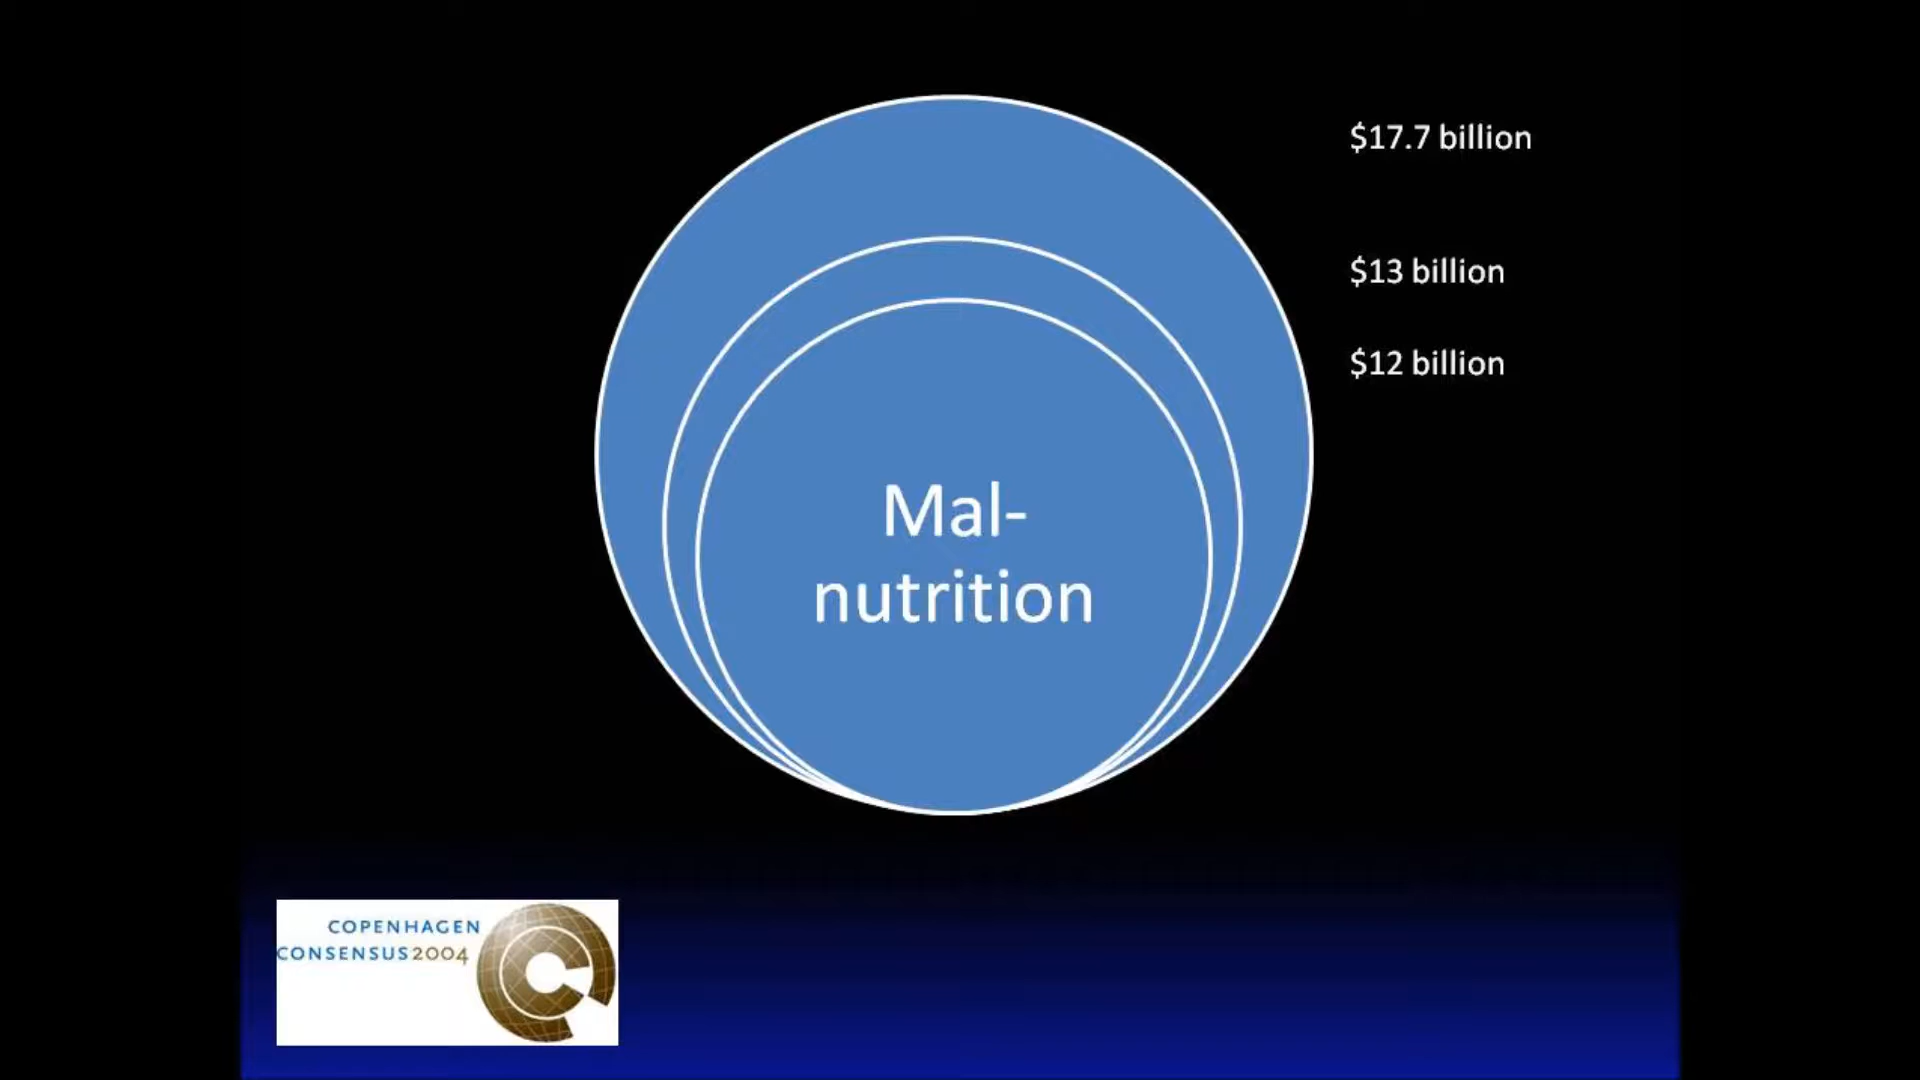 $17.7 billion
$13 billion
$12 billion
Mal-
nutrition
COPENHAGEN
CONSENSUS2004